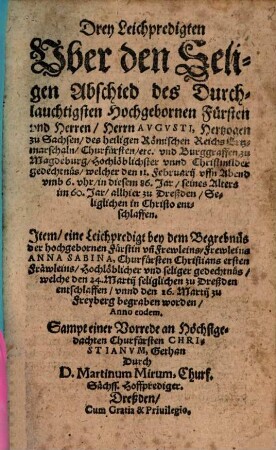 Drey Leichpredigten
Vber den Seli-
gen Abschied des Durch-
lauchtigsten Hochgebornen Fürsten
vnd Herren / Herrn AVGVSTI, Hertzogen
zu Sachsen / des heiligen Römischen Reichs Ertz-
marschaln / Churfürsten / etc. vnd Burggraffen zu
Magdeburg / Hochlöblichster vnnd Christmilder
gedechtnüs / welcher den 11. Februarij vffn Abend
vmb 6. vhr / in diesem 86. Jar / seines Alters
im 60. Jar / allhier zu Dreßden / Se-
liglichen in Christo ent-
schlaffen.
Item / eine Leichpredigt bey dem Begrebnüs
der hochgebornen Fürstin vñ Frewleins / Frewleins
ANNA SABINA, Churfürsten Christians ersten
Fräwleins / Hochlöblicher vnd seliger gedechtnüs /
welche den 24. Martij seliglichen zu Dreßden
entschlaffen / vnnd den 26. Martij zu
Freyberg begraben worden /
Anno eodem.
Sampt einer Vorrede an Höchstge-
dachten Churfürsten CHRI-
STIANVM, Gethan
Durch
D. Martinum Mirum, Churf.
Sächss. Hoffprediger.
Dreßden /
Cum Gratia & Priuilegio.